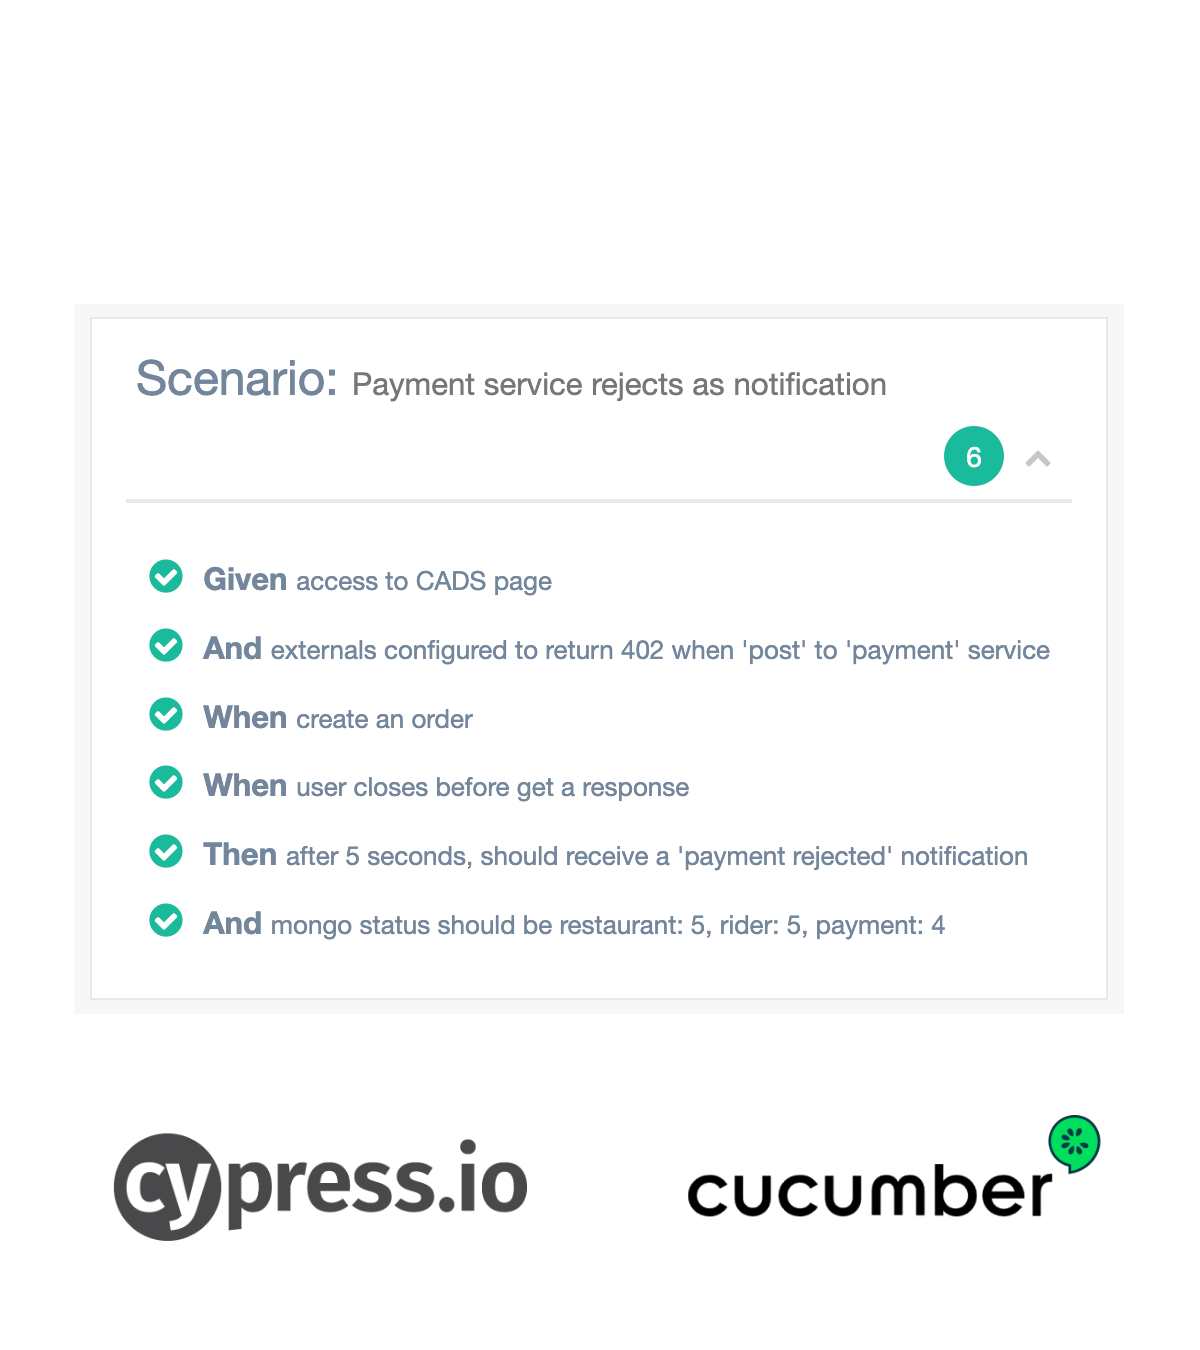 Scenario: Payment service rejects as notification
6
Given access to CADS page
And externals configured to return 402 when 'post' to 'payment' service
When create an order
When user closes before get a response
Then after 5 seconds, should receive a 'payment rejected' notification
And mongo status should be restaurant: 5, rider: 5, payment: 4
cypress.io
cucumber